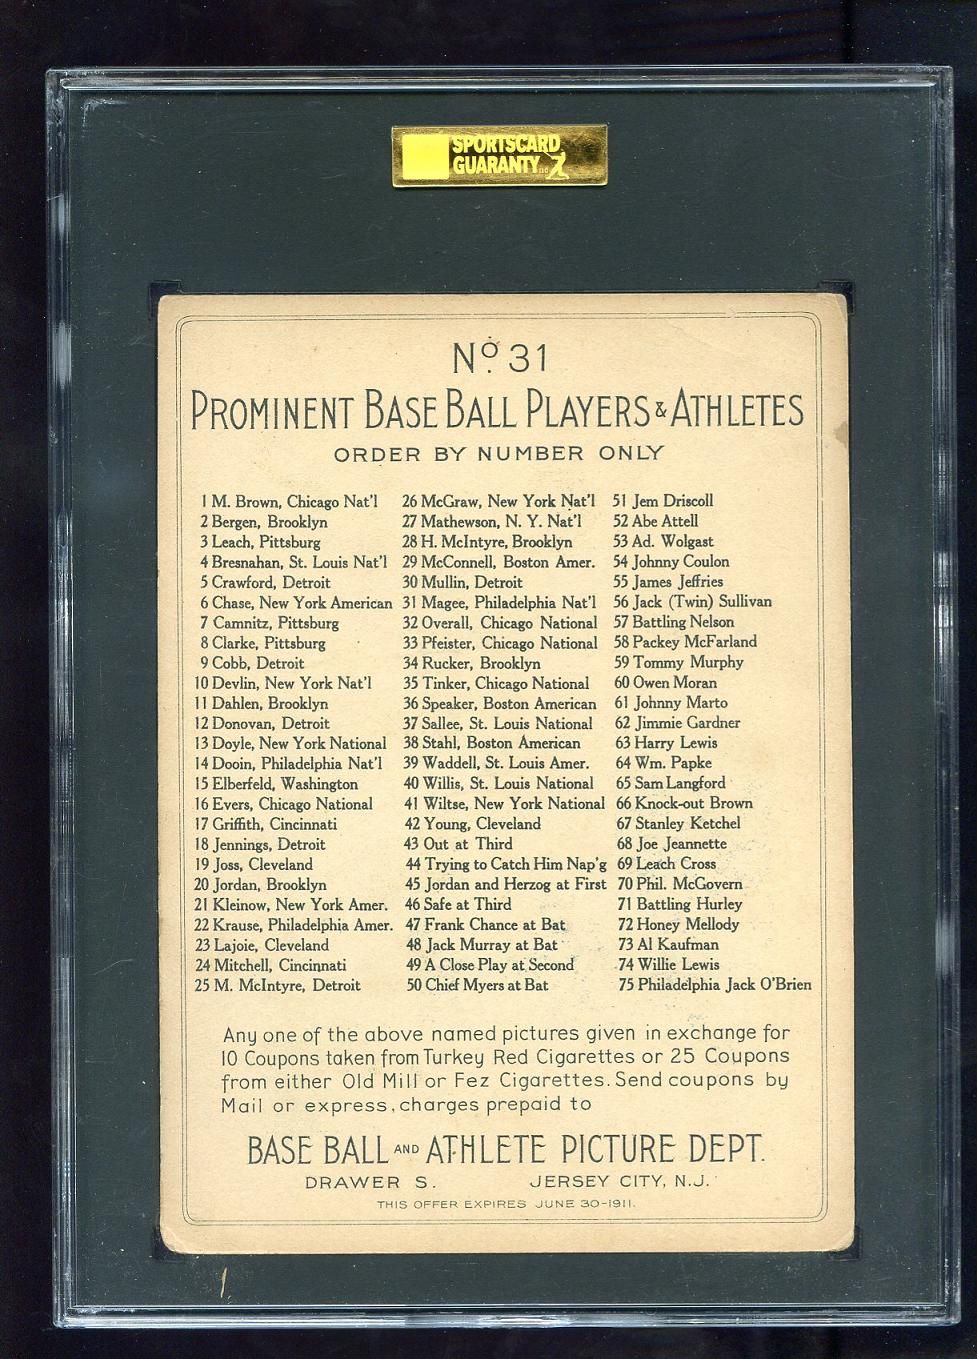 SPORTSCARD
GUARANTY LLC
Nº 31
PROMINENT BASE BALL PLAYERS & ATHLETES
ORDER BY NUMBER ONLY
1 M. Brown, Chicago Nat'l
2 Bergen, Brooklyn
3 Leach, Pittsburg
4 Bresnahan, St. Louis Nat'l
5 Crawford, Detroit
6 Chase, New York American
7 Camnitz, Pittsburg
8 Clarke, Pittsburg
9 Cobb, Detroit
10 Devlin, New York Nat'l
11 Dahlen, Brooklyn
12 Donovan, Detroit
13 Doyle, New York National
14 Dooin, Philadelphia Nat'l
15 Elberfeld, Washington
16 Evers, Chicago National
17 Griffith, Cincinnati
18 Jennings, Detroit
19 Joss, Cleveland
20 Jordan, Brooklyn
21 Kleinow, New York Amer.
22 Krause, Philadelphia Amer.
23 Lajoie, Cleveland
24 Mitchell, Cincinnati
25 M. McIntyre, Detroit
26 McGraw, New York Nat'l
27 Mathewson, N. Y. Nat'l
28 H. McIntyre, Brooklyn
29 McConnell, Boston Amer.
30 Mullin, Detroit
31 Magee, Philadelphia Nat'l
32 Overall, Chicago National
33 Pfeister, Chicago National
34 Rucker, Brooklyn
35 Tinker, Chicago National
36 Speaker, Boston American
37 Sallee, St. Louis National
38 Stahl, Boston American
39 Waddell, St. Louis Amer.
40 Willis, St. Louis National
41 Wiltse, New York National
42 Young, Cleveland
43 Out at Third
44 Trying to Catch Him Nap'g
45 Jordan and Herzog at First
46 Safe at Third
47 Frank Chance at Bat
48 Jack Murray at Bat
49 A Close Play at Second
50 Chief Myers at Bat
51 Jem Driscoll
52 Abe Attell
53 Ad. Wolgast
54 Johnny Coulon
55 James Jeffries
56 Jack (Twin) Sullivan
57 Battling Nelson
58 Packey McFarland
59 Tommy Murphy
60 Owen Moran
61 Johnny Marto
62 Jimmie Gardner
63 Harry Lewis
64 Wm. Papke
65 Sam Langford
66 Knock-out Brown
67 Stanley Ketchel
68 Joe Jeannette
69 Leach Cross
70 Phil. McGovern
71 Battling Hurley
72 Honey Mellody
73 Al Kaufman
74 Willie Lewis
75 Philadelphia Jack O'Brien
Any one of the above named pictures given in exchange for
10 Coupons taken from Turkey Red Cigarettes or 25 Coupons
from either Old Mill or Fez Cigarettes. Send coupons by
Mail or express, charges prepaid to
BASE BALL AND ATHLETE PICTURE DEPT.
DRAWER S. JERSEY CITY, N.J.
THIS OFFER EXPIRES JUNE 30-1911.